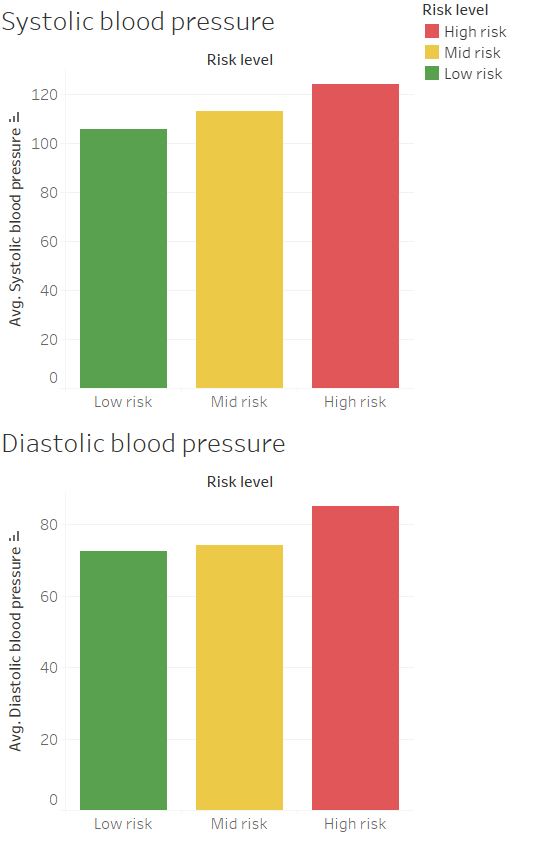 Systolic blood pressure
Risk level
High risk
Mid risk
Low risk
Risk level
Avg. Systolic blood pressure
120
100
80
60
40
20
0
Low risk
Mid risk
High risk
Diastolic blood pressure
Risk level
Avg. Diastolic blood pressure
80
60
40
20
0
Low risk
Mid risk
High risk